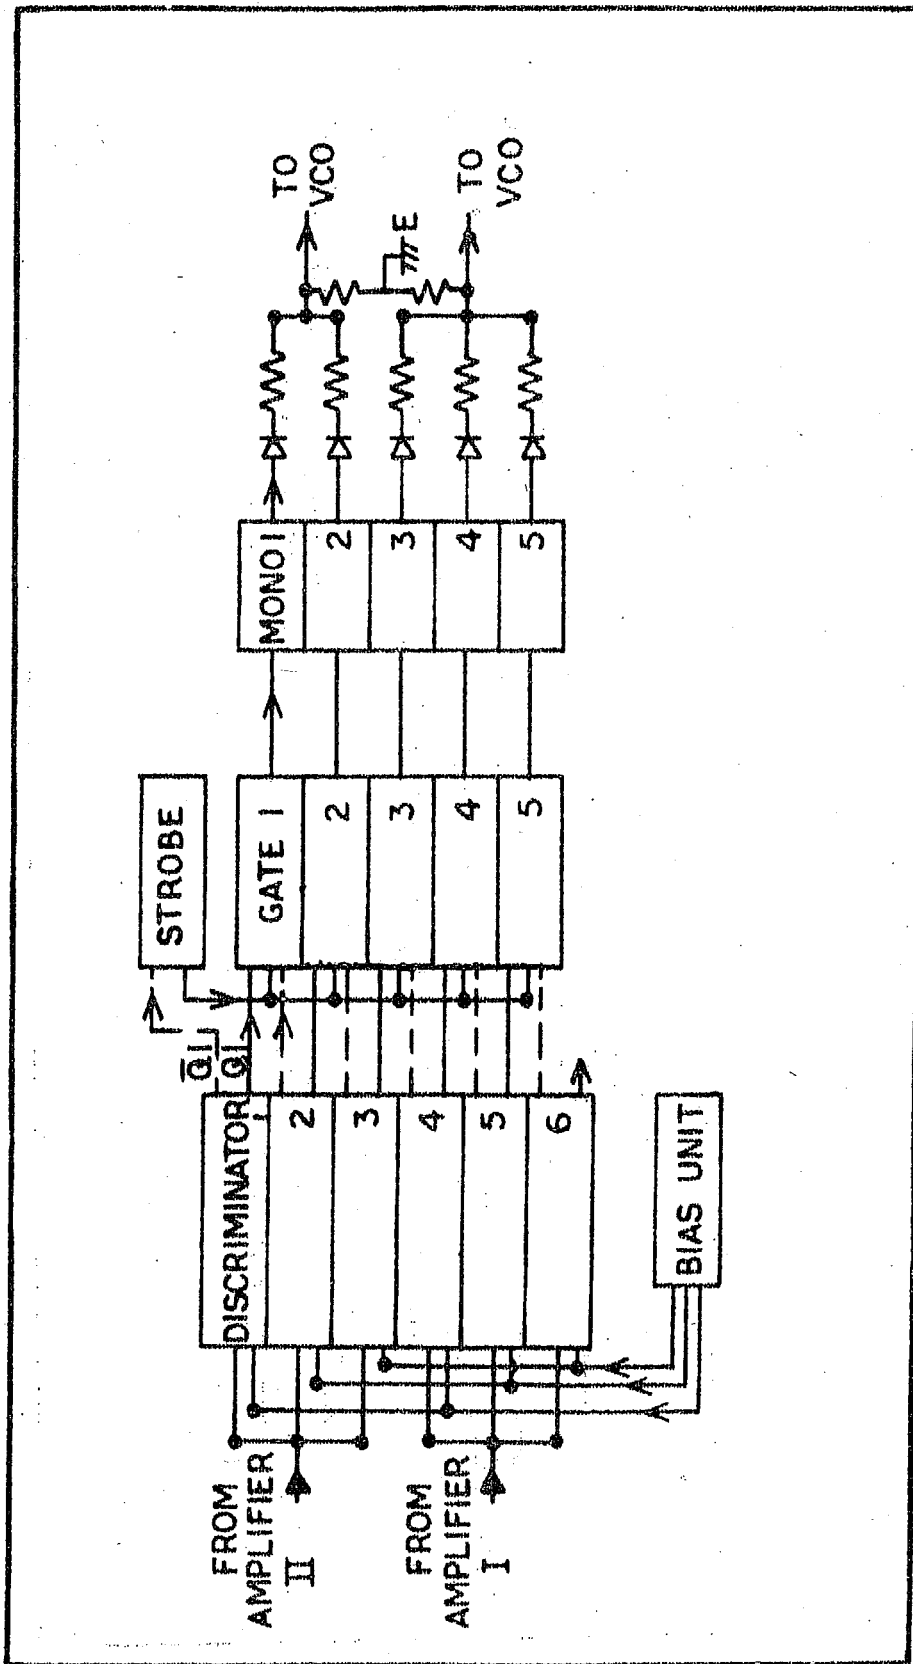 FROM
AMPLIFIER
II
FROM
AMPLIFIER
I
DISCRIMINATOR 1
2
3
4
5
6
BIAS UNIT
Q̅1
Q1
STROBE
GATE 1
2
3
4
5
MONO 1
2
3
4
5
TO
VCO
E
TO
VCO